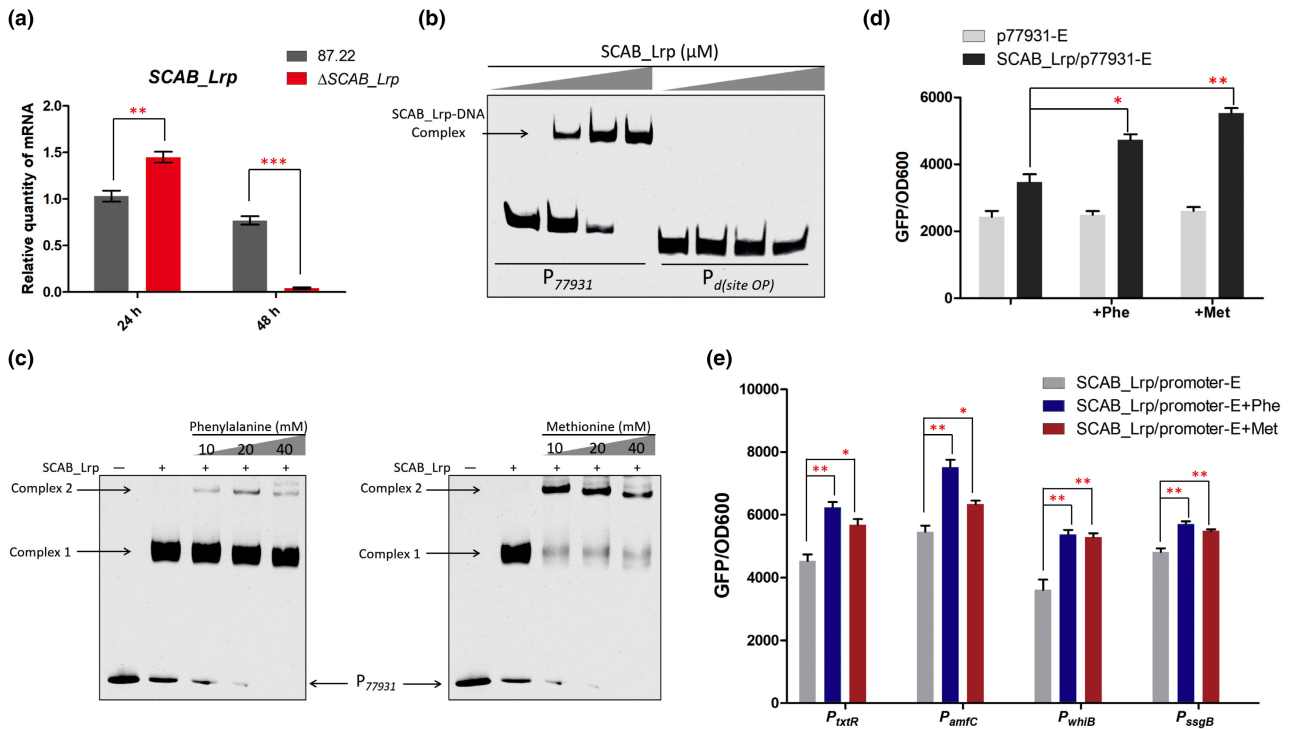 (a)
SCAB_Lrp
87.22
ΔSCAB_Lrp
Relative quantity of mRNA
2.0
1.5
1.0
0.5
0.0
**
***
24 h
48 h
(b)
SCAB_Lrp (μM)
SCAB_Lrp-DNA
Complex
P77931
Pd(site OP)
(c)
Phenylalanine (mM)
10 20 40
SCAB_Lrp — + + + +
Complex 2
Complex 1
P77931
Methionine (mM)
10 20 40
SCAB_Lrp — + + + +
Complex 2
Complex 1
(d)
p77931-E
SCAB_Lrp/p77931-E
GFP/OD600
6000
4000
2000
0
**
*
+Phe +Met
(e)
SCAB_Lrp/promoter-E
SCAB_Lrp/promoter-E+Phe
SCAB_Lrp/promoter-E+Met
GFP/OD600
10000
8000
6000
4000
2000
0
*
**
*
**
**
**
**
**
PtxtR PamfC PwhiB PssgB